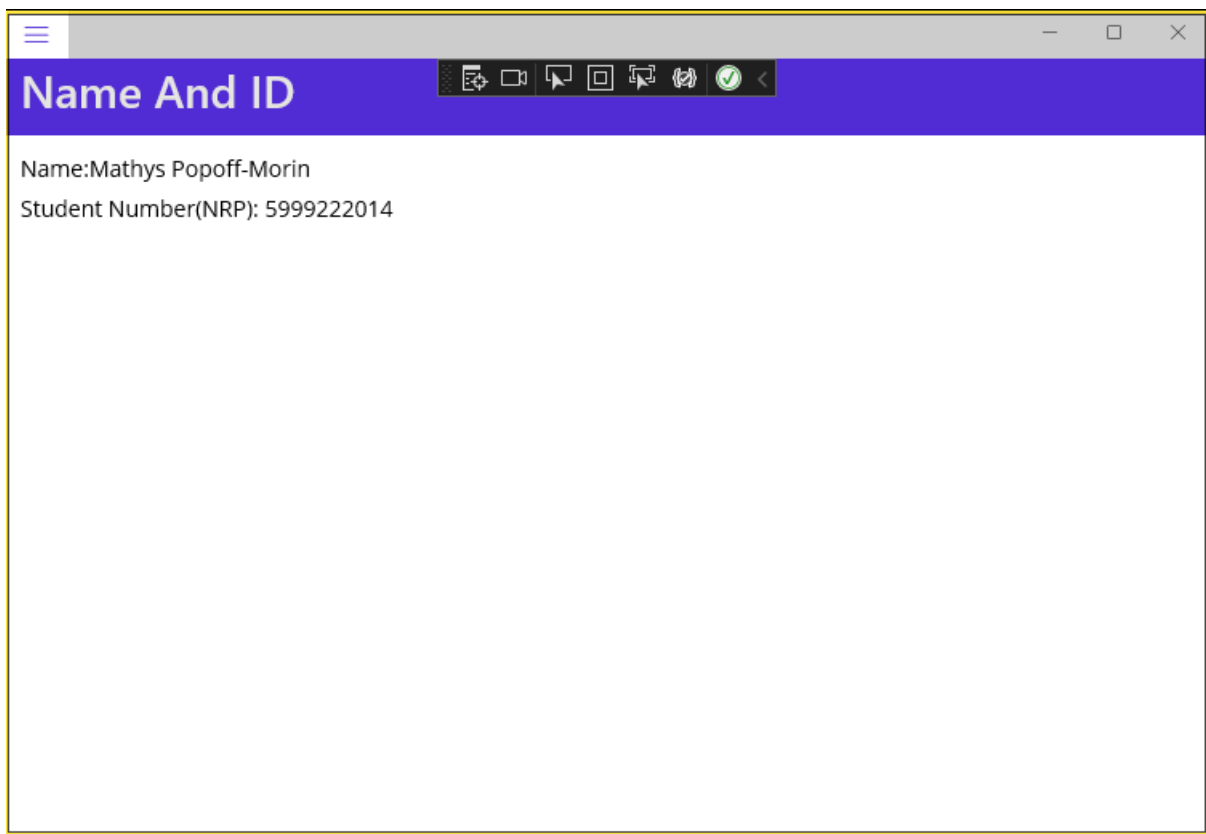 Name And ID
Name:Mathys Popoff-Morin
Student Number(NRP): 5999222014